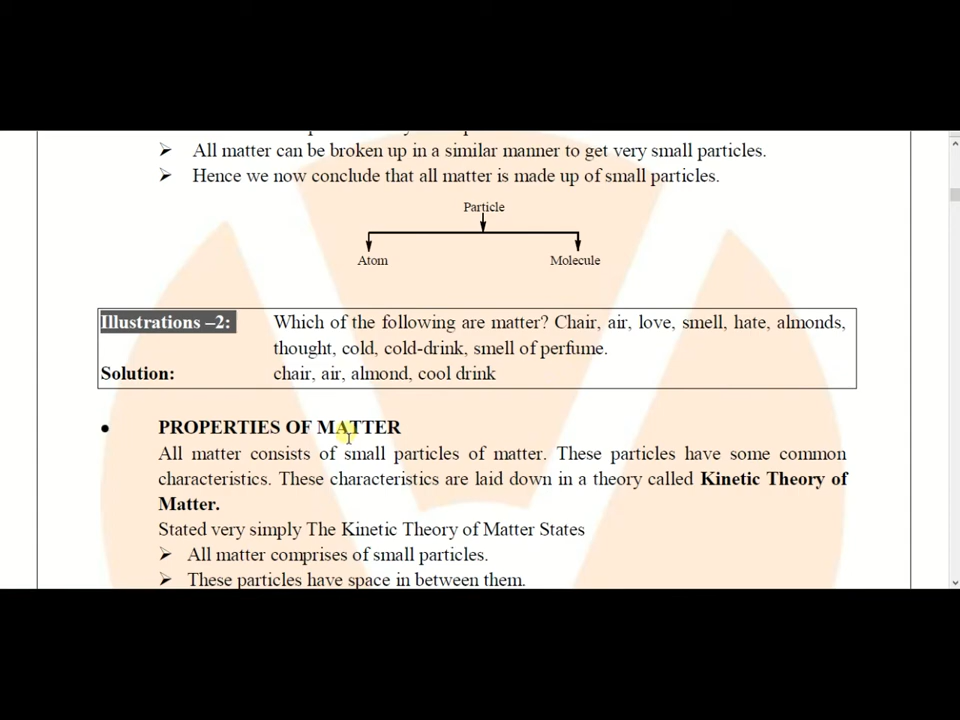 ➢ All matter can be broken up in a similar manner to get very small particles.
➢ Hence we now conclude that all matter is made up of small particles.
Particle
Atom Molecule
Illustrations –2: Which of the following are matter? Chair, air, love, smell, hate, almonds,
thought, cold, cold-drink, smell of perfume.
Solution: chair, air, almond, cool drink
• PROPERTIES OF MATTER
All matter consists of small particles of matter. These particles have some common
characteristics. These characteristics are laid down in a theory called Kinetic Theory of
Matter.
Stated very simply The Kinetic Theory of Matter States
➢ All matter comprises of small particles.
➢ These particles have space in between them.